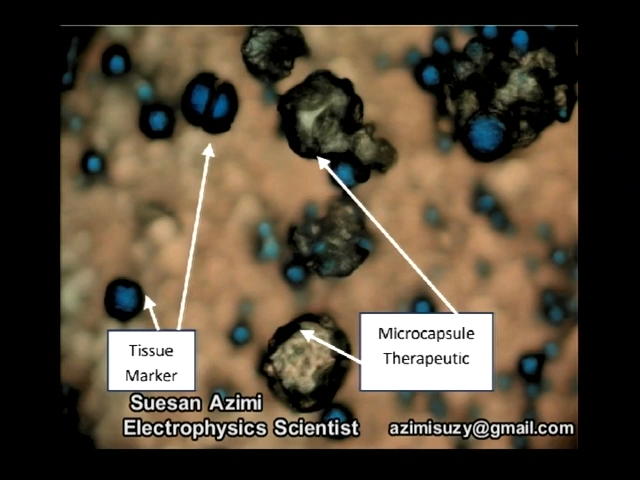 Tissue
Marker
Microcapsule
Therapeutic
Suesan Azimi
Electrophysics Scientist
azimisuzy@gmail.com